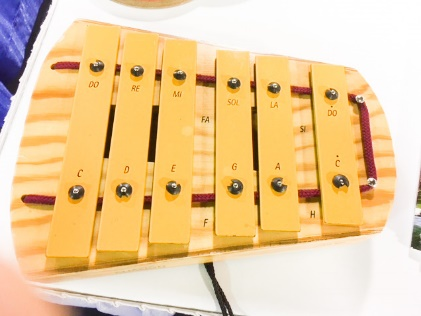 DO RE MI FA SOL LA SI DO
C D E F G A H C